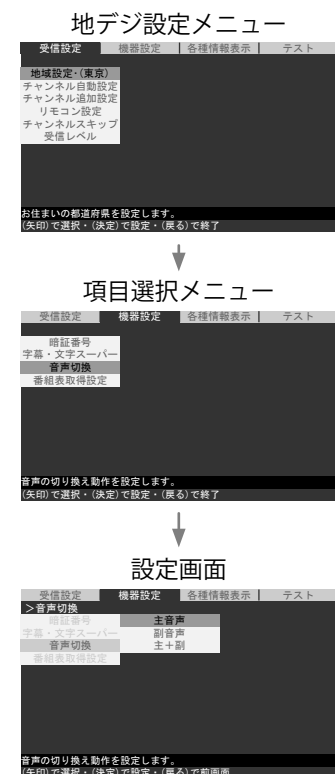 地デジ設定メニュー
受信設定 機器設定 各種情報表示 テスト
地域設定・(東京)
チャンネル自動設定
チャンネル追加設定
リモコン設定
チャンネルスキップ
受信レベル
お住まいの都道府県を設定します。
(矢印)で選択・(決定)で設定・(戻る)で終了
項目選択メニュー
受信設定 機器設定 各種情報表示 テスト
暗証番号
字幕・文字スーパー
音声切換
番組表取得設定
音声の切り換え動作を設定します。
(矢印)で選択・(決定)で設定・(戻る)で終了
設定画面
受信設定 機器設定 各種情報表示 テスト
＞音声切換
暗証番号 主音声
字幕・文字スーパー 副音声
音声切換 主＋副
番組表取得設定
音声の切り換え動作を設定します。
(矢印)で選択・(決定)で設定・(戻る)で前画面